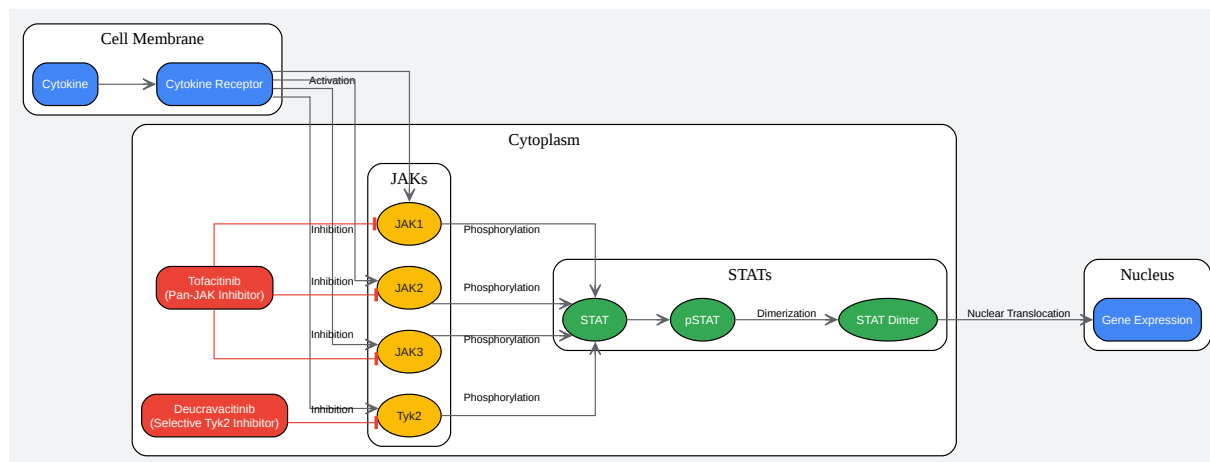 Cell Membrane
Cytokine
Cytokine Receptor
Activation
Cytoplasm
JAKs
JAK1
Inhibition
Phosphorylation
Tofacitinib
(Pan-JAK Inhibitor)
Inhibition
JAK2
Phosphorylation
STATs
STAT
pSTAT
Dimerization
STAT Dimer
Nuclear Translocation
Nucleus
Gene Expression
Inhibition
JAK3
Phosphorylation
Deucravacitinib
(Selective Tyk2 Inhibitor)
Inhibition
Tyk2
Phosphorylation